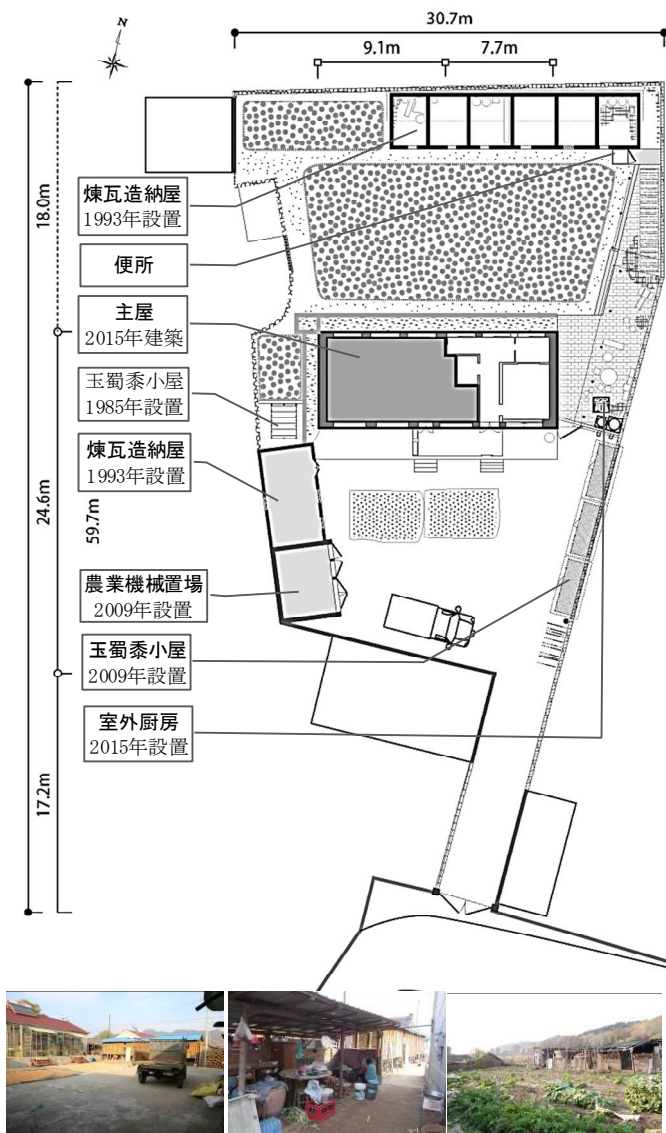 30.7m
N
9.1m
7.7m
18.0m
煉瓦造納屋
1993年設置
便所
主屋
2015年建築
玉蜀黍小屋
1985年設置
煉瓦造納屋
1993年設置
24.6m
59.7m
農業機械置場
2009年設置
玉蜀黍小屋
2009年設置
室外厨房
2015年設置
17.2m